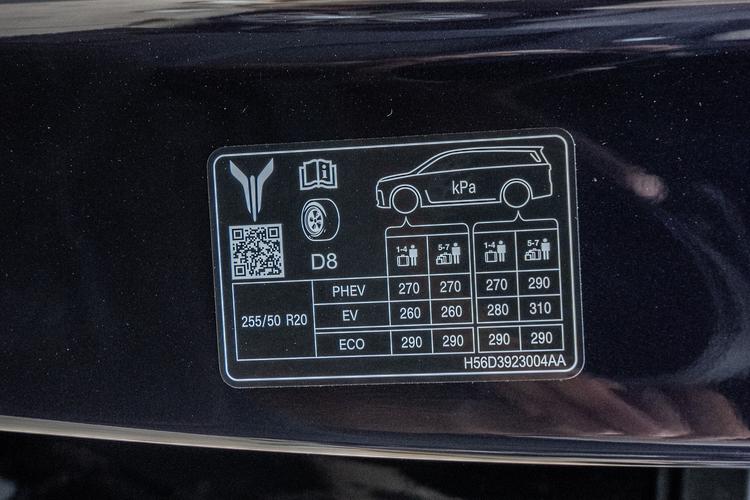 i
kPa
D8
1-4 5-7 1-4 5-7
255/50 R20
PHEV 270 270 270 290
EV 260 260 280 310
ECO 290 290 290 290
H56D3923004AA